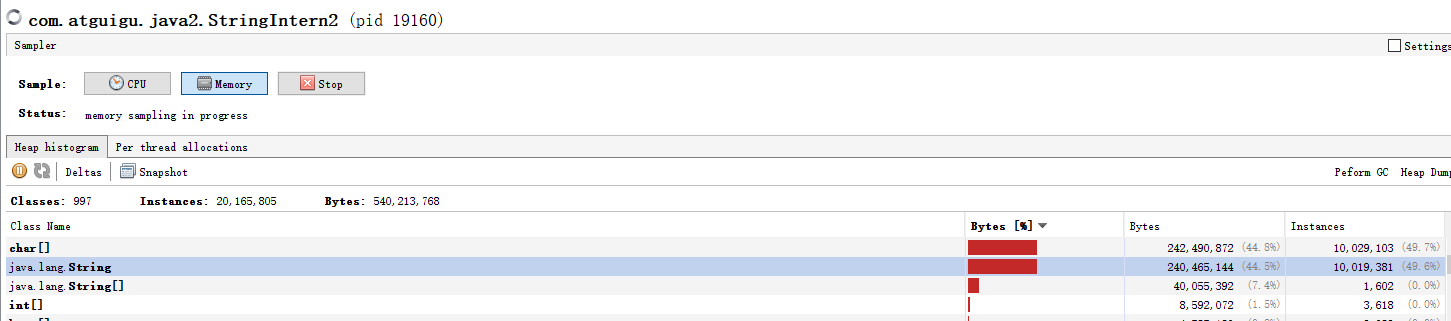 com.atguigu.java2.StringIntern2 (pid 19160)
Sampler Settings
Sample: CPU Memory Stop
Status: memory sampling in progress
Heap histogram Per thread allocations
Deltas Snapshot Peform GC Heap Dum
Classes: 997 Instances: 20,165,805 Bytes: 540,213,768
Class Name Bytes [%] Bytes Instances
char[] 242,490,872 (44.8%) 10,029,103 (49.7%)
java.lang.String 240,465,144 (44.5%) 10,019,381 (49.6%)
java.lang.String[] 40,055,392 (7.4%) 1,602 (0.0%)
int[] 8,592,072 (1.5%) 3,618 (0.0%)